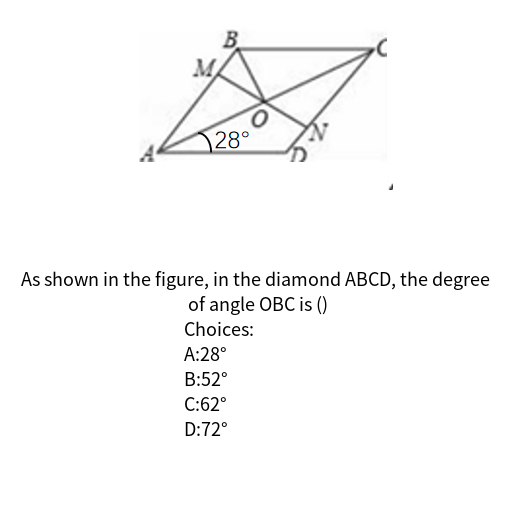 B
C
M
O
N
28°
A
D
As shown in the figure, in the diamond ABCD, the degree
of angle OBC is ()
Choices:
A:28°
B:52°
C:62°
D:72°